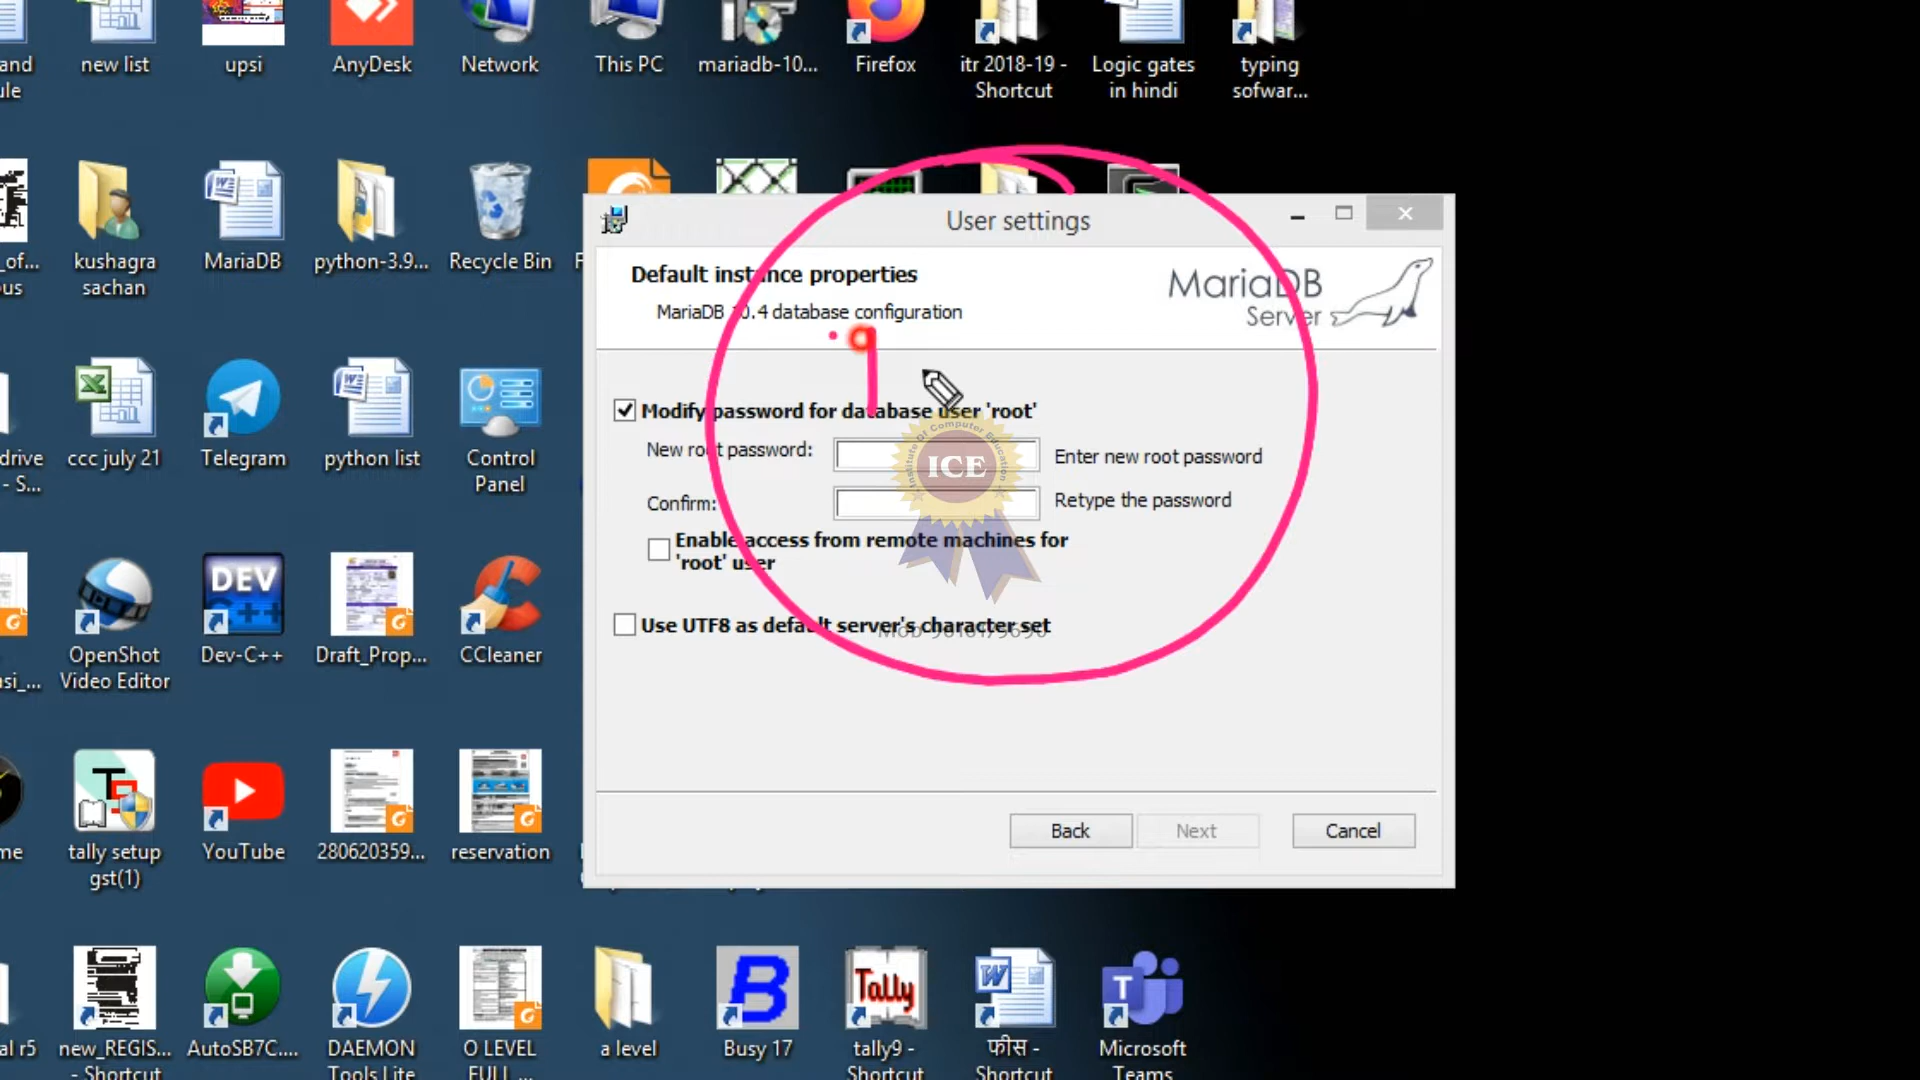 new list
upsi
AnyDesk
Network
This PC
mariadb-10...
Firefox
itr 2018-19 -
Shortcut
Logic gates
in hindi
typing
sofwar...
kushagra
sachan
MariaDB
python-3.9...
Recycle Bin
User settings
Default instance properties
MariaDB 10.4 database configuration
MariaDB
Server
Modify password for database user 'root'
New root password:
Enter new root password
Confirm:
Retype the password
Enable access from remote machines for
'root' user
Use UTF8 as default server's character set
Institute Of Computer Education
ICE
Back
Next
Cancel
drive
- S...
ccc july 21
Telegram
python list
Control
Panel
OpenShot
Video Editor
DEV
C++
Dev-C++
Draft_Prop...
CCleaner
tally setup
gst(1)
YouTube
280620359...
reservation
al r5
new_REGIS...
- Shortcut
AutoSB7C....
DAEMON
Tools Lite
O LEVEL
FULL ...
a level
B
Busy 17
Tally
tally9 -
Shortcut
फीस -
Shortcut
Microsoft
Teams